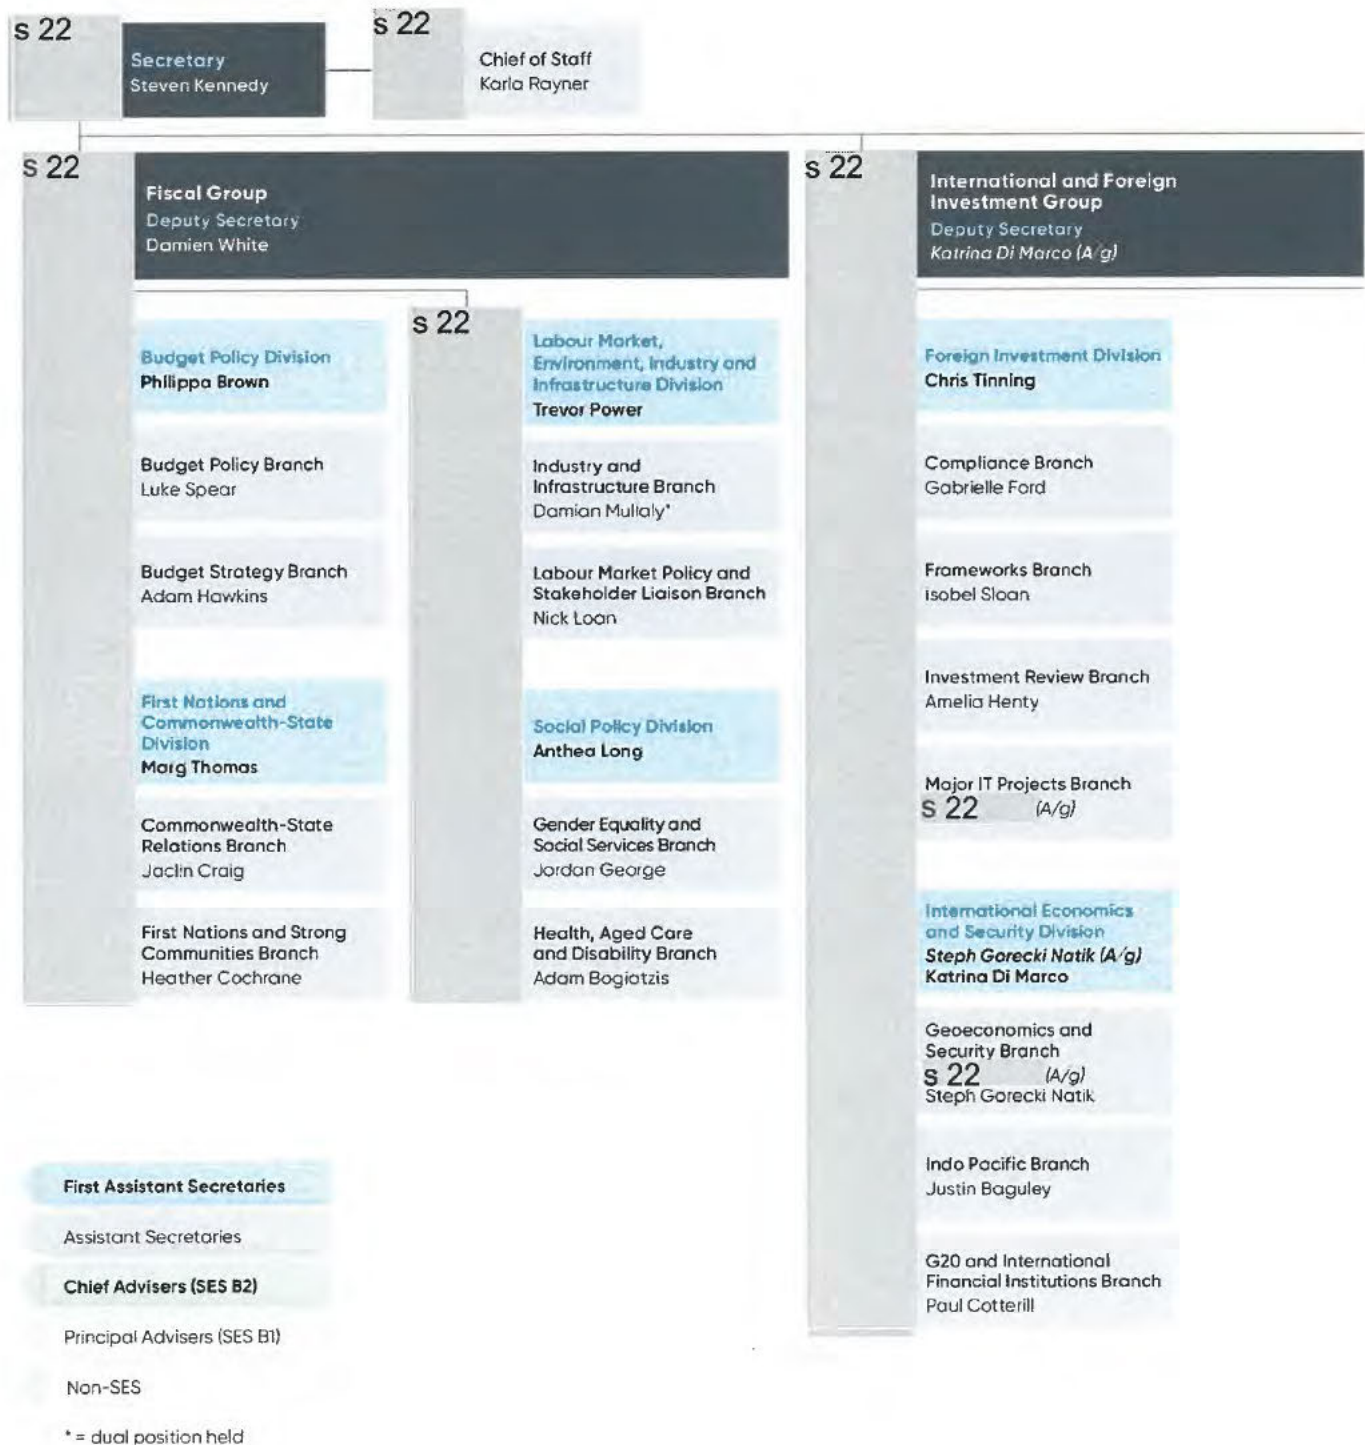 s 22
Secretary
Steven Kennedy
s 22
Chief of Staff
Karla Rayner
s 22
Fiscal Group
Deputy Secretary
Damien White
s 22
International and Foreign
Investment Group
Deputy Secretary
Katrina Di Marco (A/g)
Budget Policy Division
Philippa Brown
Budget Policy Branch
Luke Spear
Budget Strategy Branch
Adam Hawkins
First Nations and
Commonwealth-State
Division
Marg Thomas
Commonwealth-State
Relations Branch
Jaclin Craig
First Nations and Strong
Communities Branch
Heather Cochrane
s 22
Labour Market,
Environment, Industry and
Infrastructure Division
Trevor Power
Industry and
Infrastructure Branch
Damian Mullaly*
Labour Market Policy and
Stakeholder Liaison Branch
Nick Loan
Social Policy Division
Anthea Long
Gender Equality and
Social Services Branch
Jordan George
Health, Aged Care
and Disability Branch
Adam Bogiatzis
Foreign Investment Division
Chris Tinning
Compliance Branch
Gabrielle Ford
Frameworks Branch
Isobel Sloan
Investment Review Branch
Amelia Henty
Major IT Projects Branch
s 22 (A/g)
International Economics
and Security Division
Steph Gorecki Natik (A/g)
Katrina Di Marco
Geoeconomics and
Security Branch
s 22 (A/g)
Steph Gorecki Natik
Indo Pacific Branch
Justin Baguley
G20 and International
Financial Institutions Branch
Paul Cotterill
First Assistant Secretaries
Assistant Secretaries
Chief Advisers (SES B2)
Principal Advisers (SES B1)
Non-SES
* = dual position held